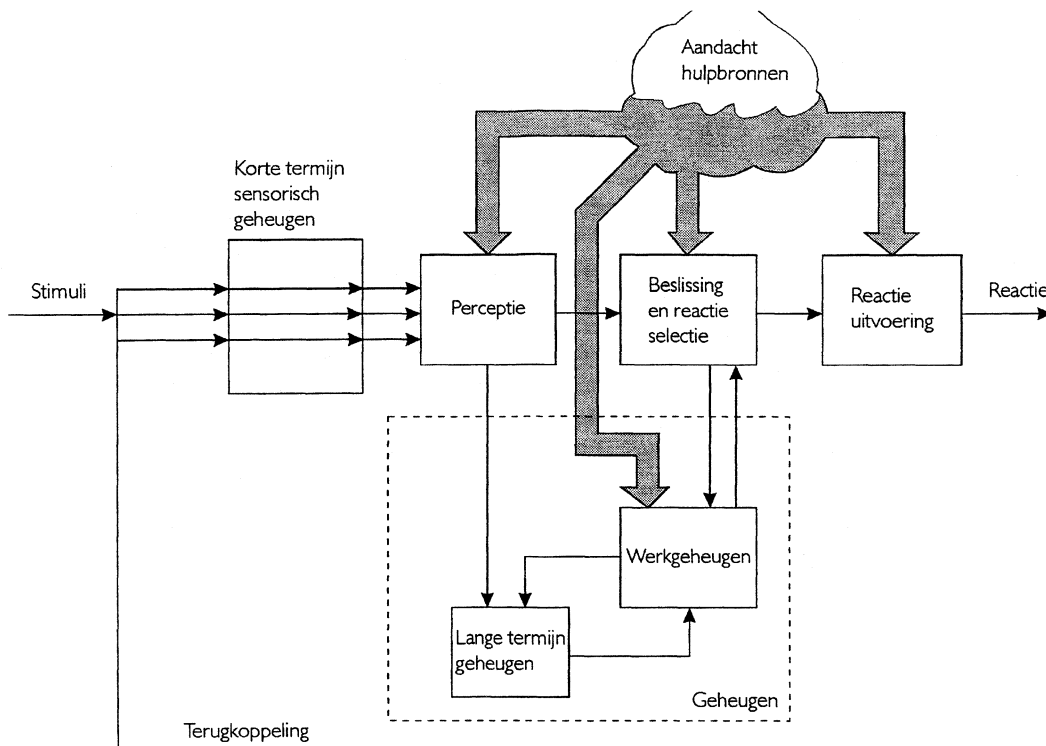 Aandacht
hulpbronnen
Korte termijn
sensorisch
geheugen
Stimuli
Perceptie
Beslissing
en reactie
selectie
Reactie
uitvoering
Reactie
Werkgeheugen
Lange termijn
geheugen
Geheugen
Terugkoppeling